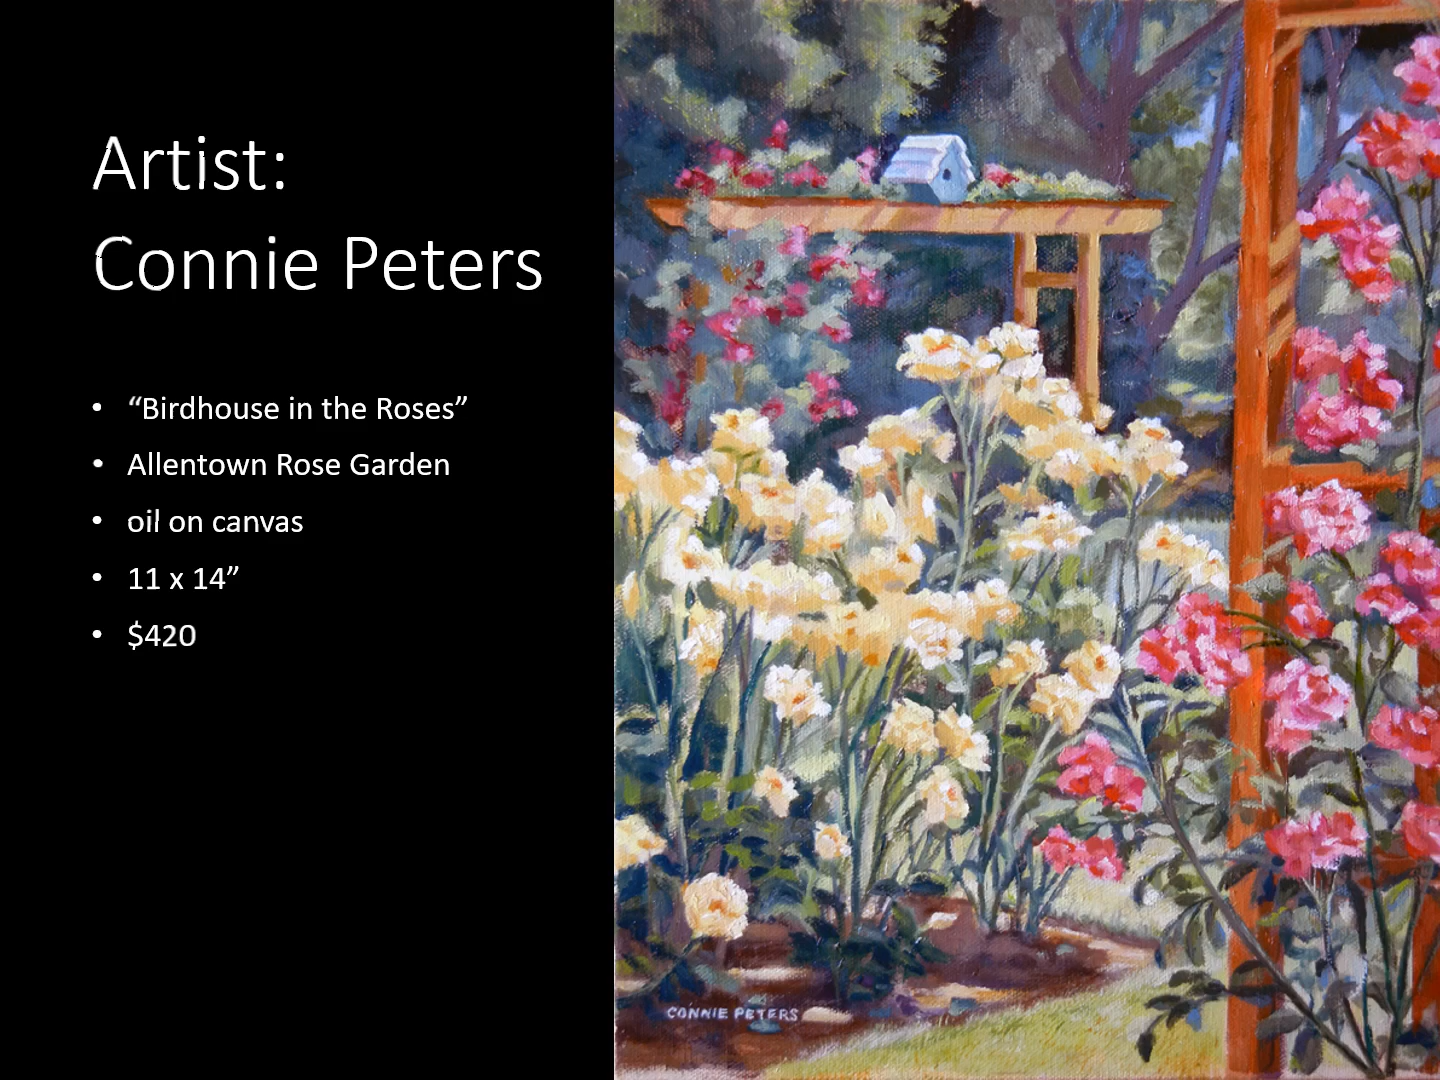 Artist:
Connie Peters
• “Birdhouse in the Roses”
• Allentown Rose Garden
• oil on canvas
• 11 x 14”
• $420
CONNIE PETERS